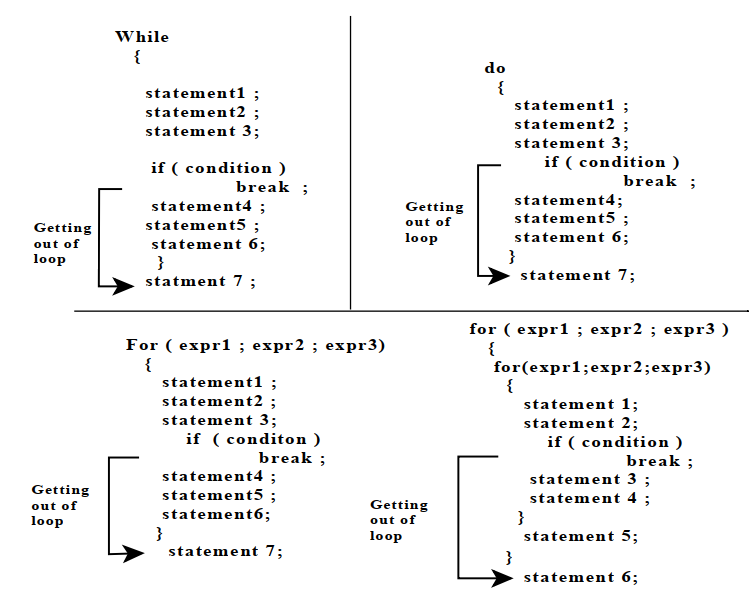 While
{
statement1 ;
statement2 ;
statement 3;
if ( condition )
break ;
statement4 ;
statement5 ;
statement 6;
}
statment 7 ;
Getting
out of
loop
do
{
statement1 ;
statement2 ;
statement 3;
if ( condition )
break ;
statement4;
statement5 ;
statement 6;
}
statement 7;
Getting
out of
loop
For ( expr1 ; expr2 ; expr3)
{
statement1 ;
statement2 ;
statement 3;
if ( conditon )
break ;
statement4 ;
statement5 ;
statement6;
}
statement 7;
Getting
out of
loop
for ( expr1 ; expr2 ; expr3 )
{
for(expr1;expr2;expr3)
{
statement 1;
statement 2;
if ( condition )
break ;
statement 3 ;
statement 4 ;
}
statement 5;
}
statement 6;
Getting
out of
loop